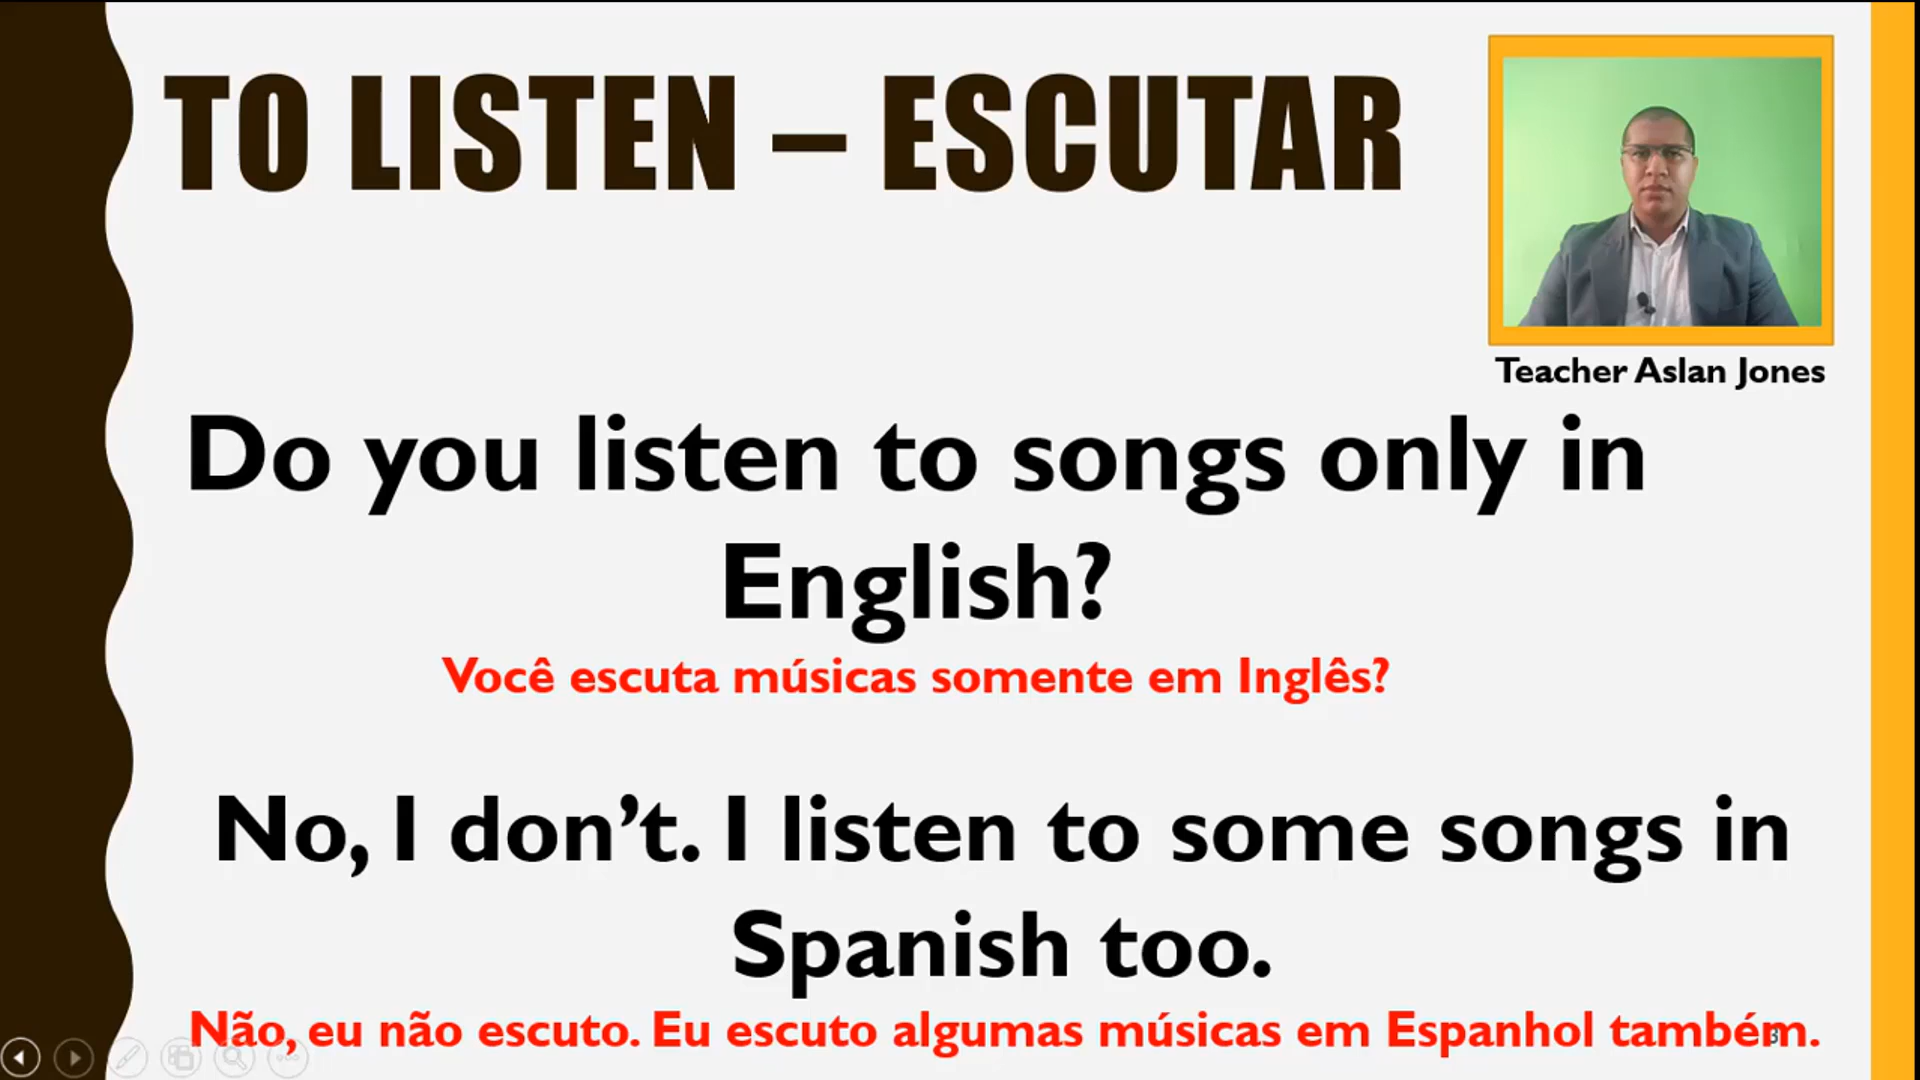 TO LISTEN – ESCUTAR
Teacher Aslan Jones
Do you listen to songs only in
English?
Você escuta músicas somente em Inglês?
No, I don’t. I listen to some songs in
Spanish too.
Não, eu não escuto. Eu escuto algumas músicas em Espanhol também.